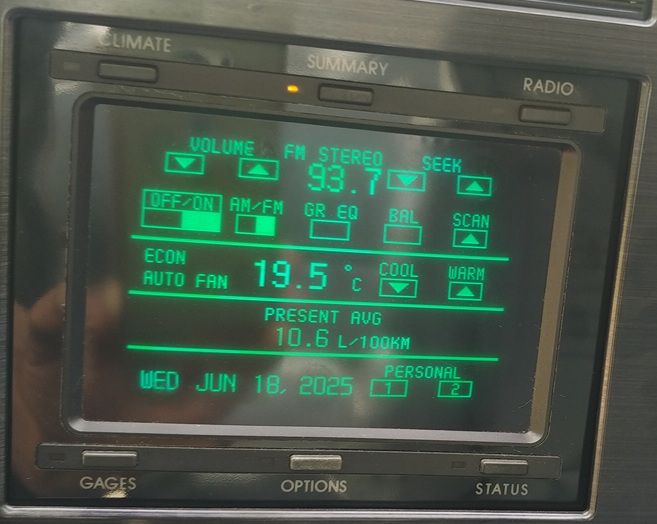 CLIMATE
SUMMARY
RADIO
VOLUME FM STEREO SEEK
93.7
OFF/ON AM/FM GR EQ BAL SCAN
ECON
AUTO FAN 19.5 °C COOL WARM
PRESENT AVG
10.6 L/100KM
PERSONAL
WED JUN 18, 2025 1 2
GAGES OPTIONS STATUS